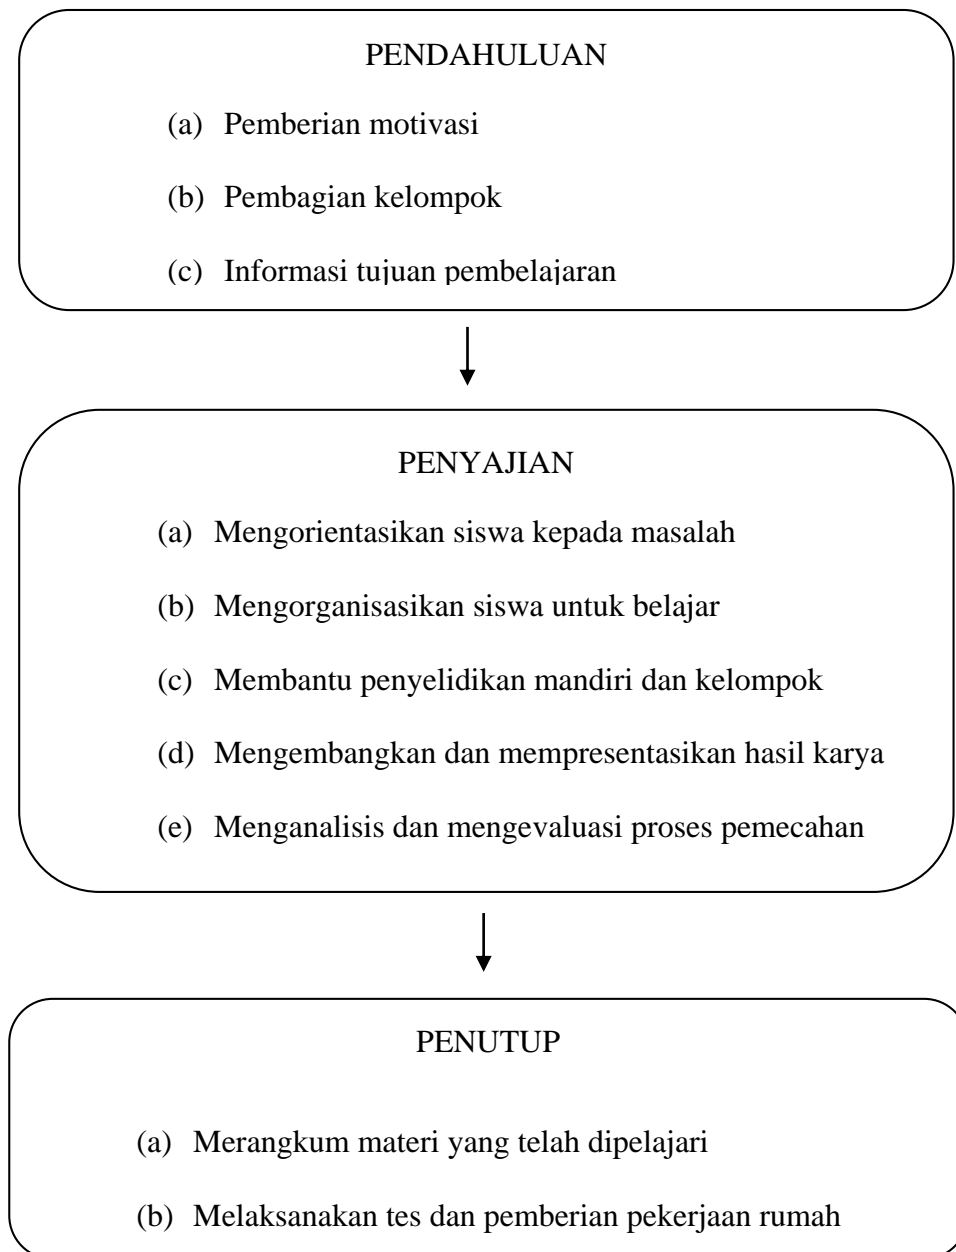 PENDAHULUAN
(a) Pemberian motivasi
(b) Pembagian kelompok
(c) Informasi tujuan pembelajaran
PENYAJIAN
(a) Mengorientasikan siswa kepada masalah
(b) Mengorganisasikan siswa untuk belajar
(c) Membantu penyelidikan mandiri dan kelompok
(d) Mengembangkan dan mempresentasikan hasil karya
(e) Menganalisis dan mengevaluasi proses pemecahan
PENUTUP
(a) Merangkum materi yang telah dipelajari
(b) Melaksanakan tes dan pemberian pekerjaan rumah